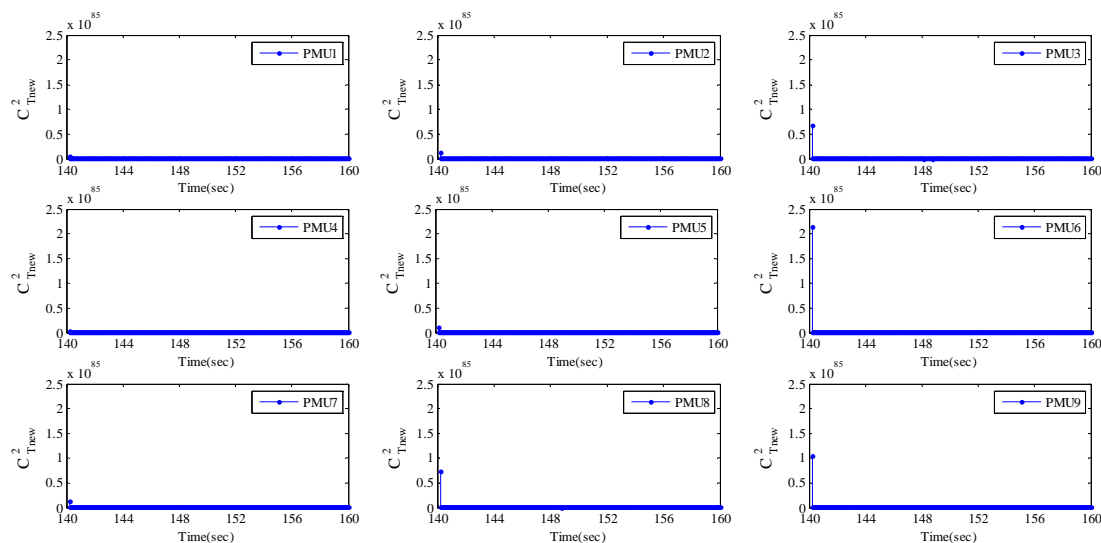 x 10^85 x 10^85 x 10^85
2.5 2.5 2.5
PMU1 PMU2 PMU3
2 2 2
1.5 1.5 1.5
C^2_Tnew C^2_Tnew C^2_Tnew
1 1 1
0.5 0.5 0.5
0 0 0
140 144 148 152 156 160 140 144 148 152 156 160 140 144 148 152 156 160
Time(sec) Time(sec) Time(sec)
x 10^85 x 10^85 x 10^85
2.5 2.5 2.5
PMU4 PMU5 PMU6
2 2 2
1.5 1.5 1.5
C^2_Tnew C^2_Tnew C^2_Tnew
1 1 1
0.5 0.5 0.5
0 0 0
140 144 148 152 156 160 140 144 148 152 156 160 140 144 148 152 156 160
Time(sec) Time(sec) Time(sec)
x 10^85 x 10^85 x 10^85
2.5 2.5 2.5
PMU7 PMU8 PMU9
2 2 2
1.5 1.5 1.5
C^2_Tnew C^2_Tnew C^2_Tnew
1 1 1
0.5 0.5 0.5
0 0 0
140 144 148 152 156 160 140 144 148 152 156 160 140 144 148 152 156 160
Time(sec) Time(sec) Time(sec)